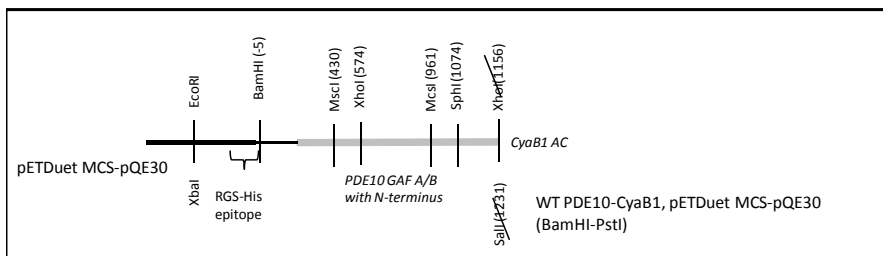 EcoRI
BamHI (-5)
MscI (430)
XhoI (574)
McsI (961)
SphI (1074)
XhoI (1156)
CyaB1 AC
pETDuet MCS-pQE30
XbaI
RGS-His
epitope
PDE10 GAF A/B
with N-terminus
SalI (1231)
WT PDE10-CyaB1, pETDuet MCS-pQE30
(BamHI-PstI)